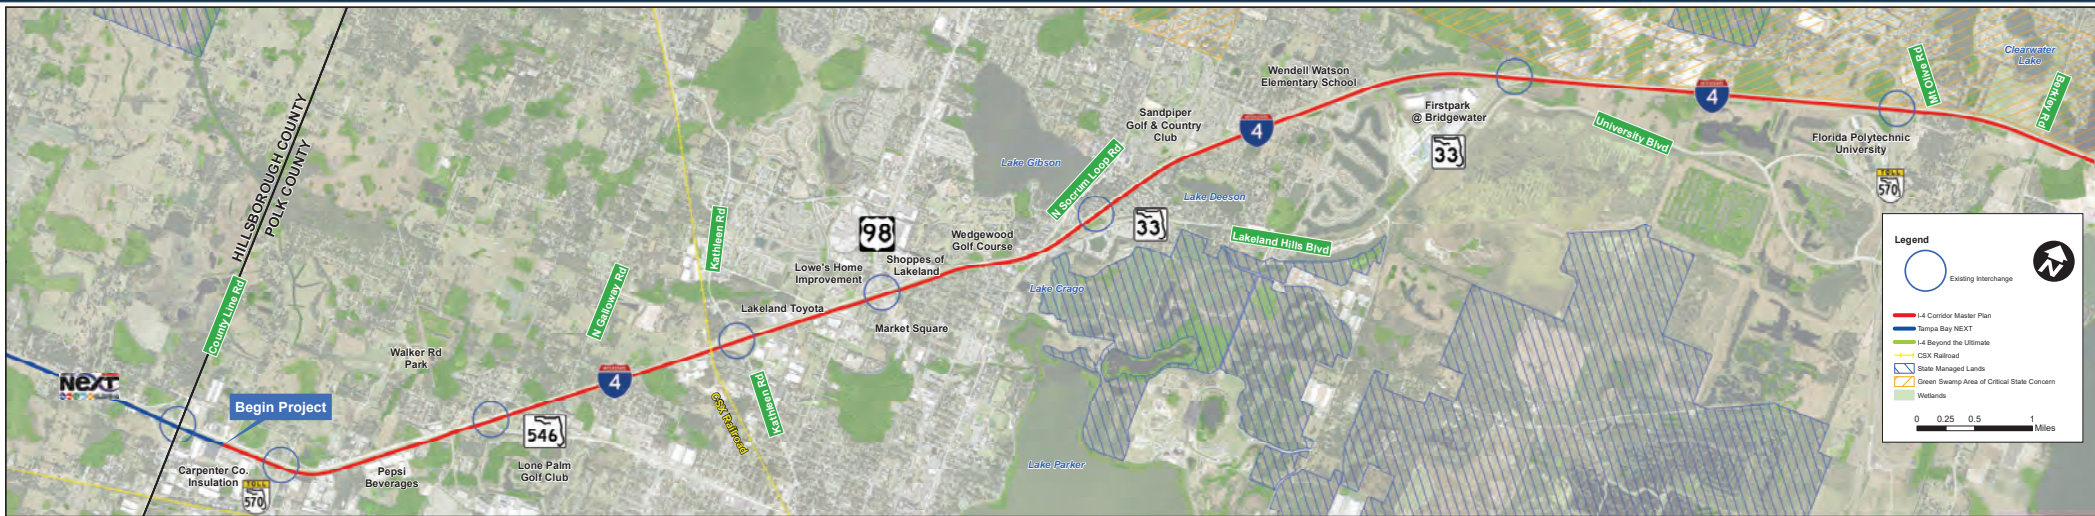 HILLSBOROUGH COUNTY
POLK COUNTY
County Line Rd
NEXT
Begin Project
Carpenter Co.
Insulation
TOLL
570
Pepsi
Beverages
Walker Rd
Park
546
Lone Palm
Golf Club
N Galloway Rd
4
Kathleen Rd
CSX Railroad
Kathleen Rd
Lakeland Toyota
Lowe's Home
Improvement
98
Shoppes of
Lakeland
Market Square
Wedgewood
Golf Course
Lake Gibson
N Socrum Loop Rd
Lake Crago
Lake Parker
33
Sandpiper
Golf & Country
Club
Lake Deeson
Lakeland Hills Blvd
INTERSTATE
4
Wendell Watson
Elementary School
Firstpark
@ Bridgewater
33
University Blvd
INTERSTATE
4
Florida Polytechnic
University
TOLL
570
Mt Olive Rd
Clearwater
Lake
Berkley Rd
Legend
N
Existing Interchange
I-4 Corridor Master Plan
Tampa Bay NEXT
I-4 Beyond the Ultimate
CSX Railroad
State Managed Lands
Green Swamp Area of Critical State Concern
Wetlands
0 0.25 0.5 1
Miles